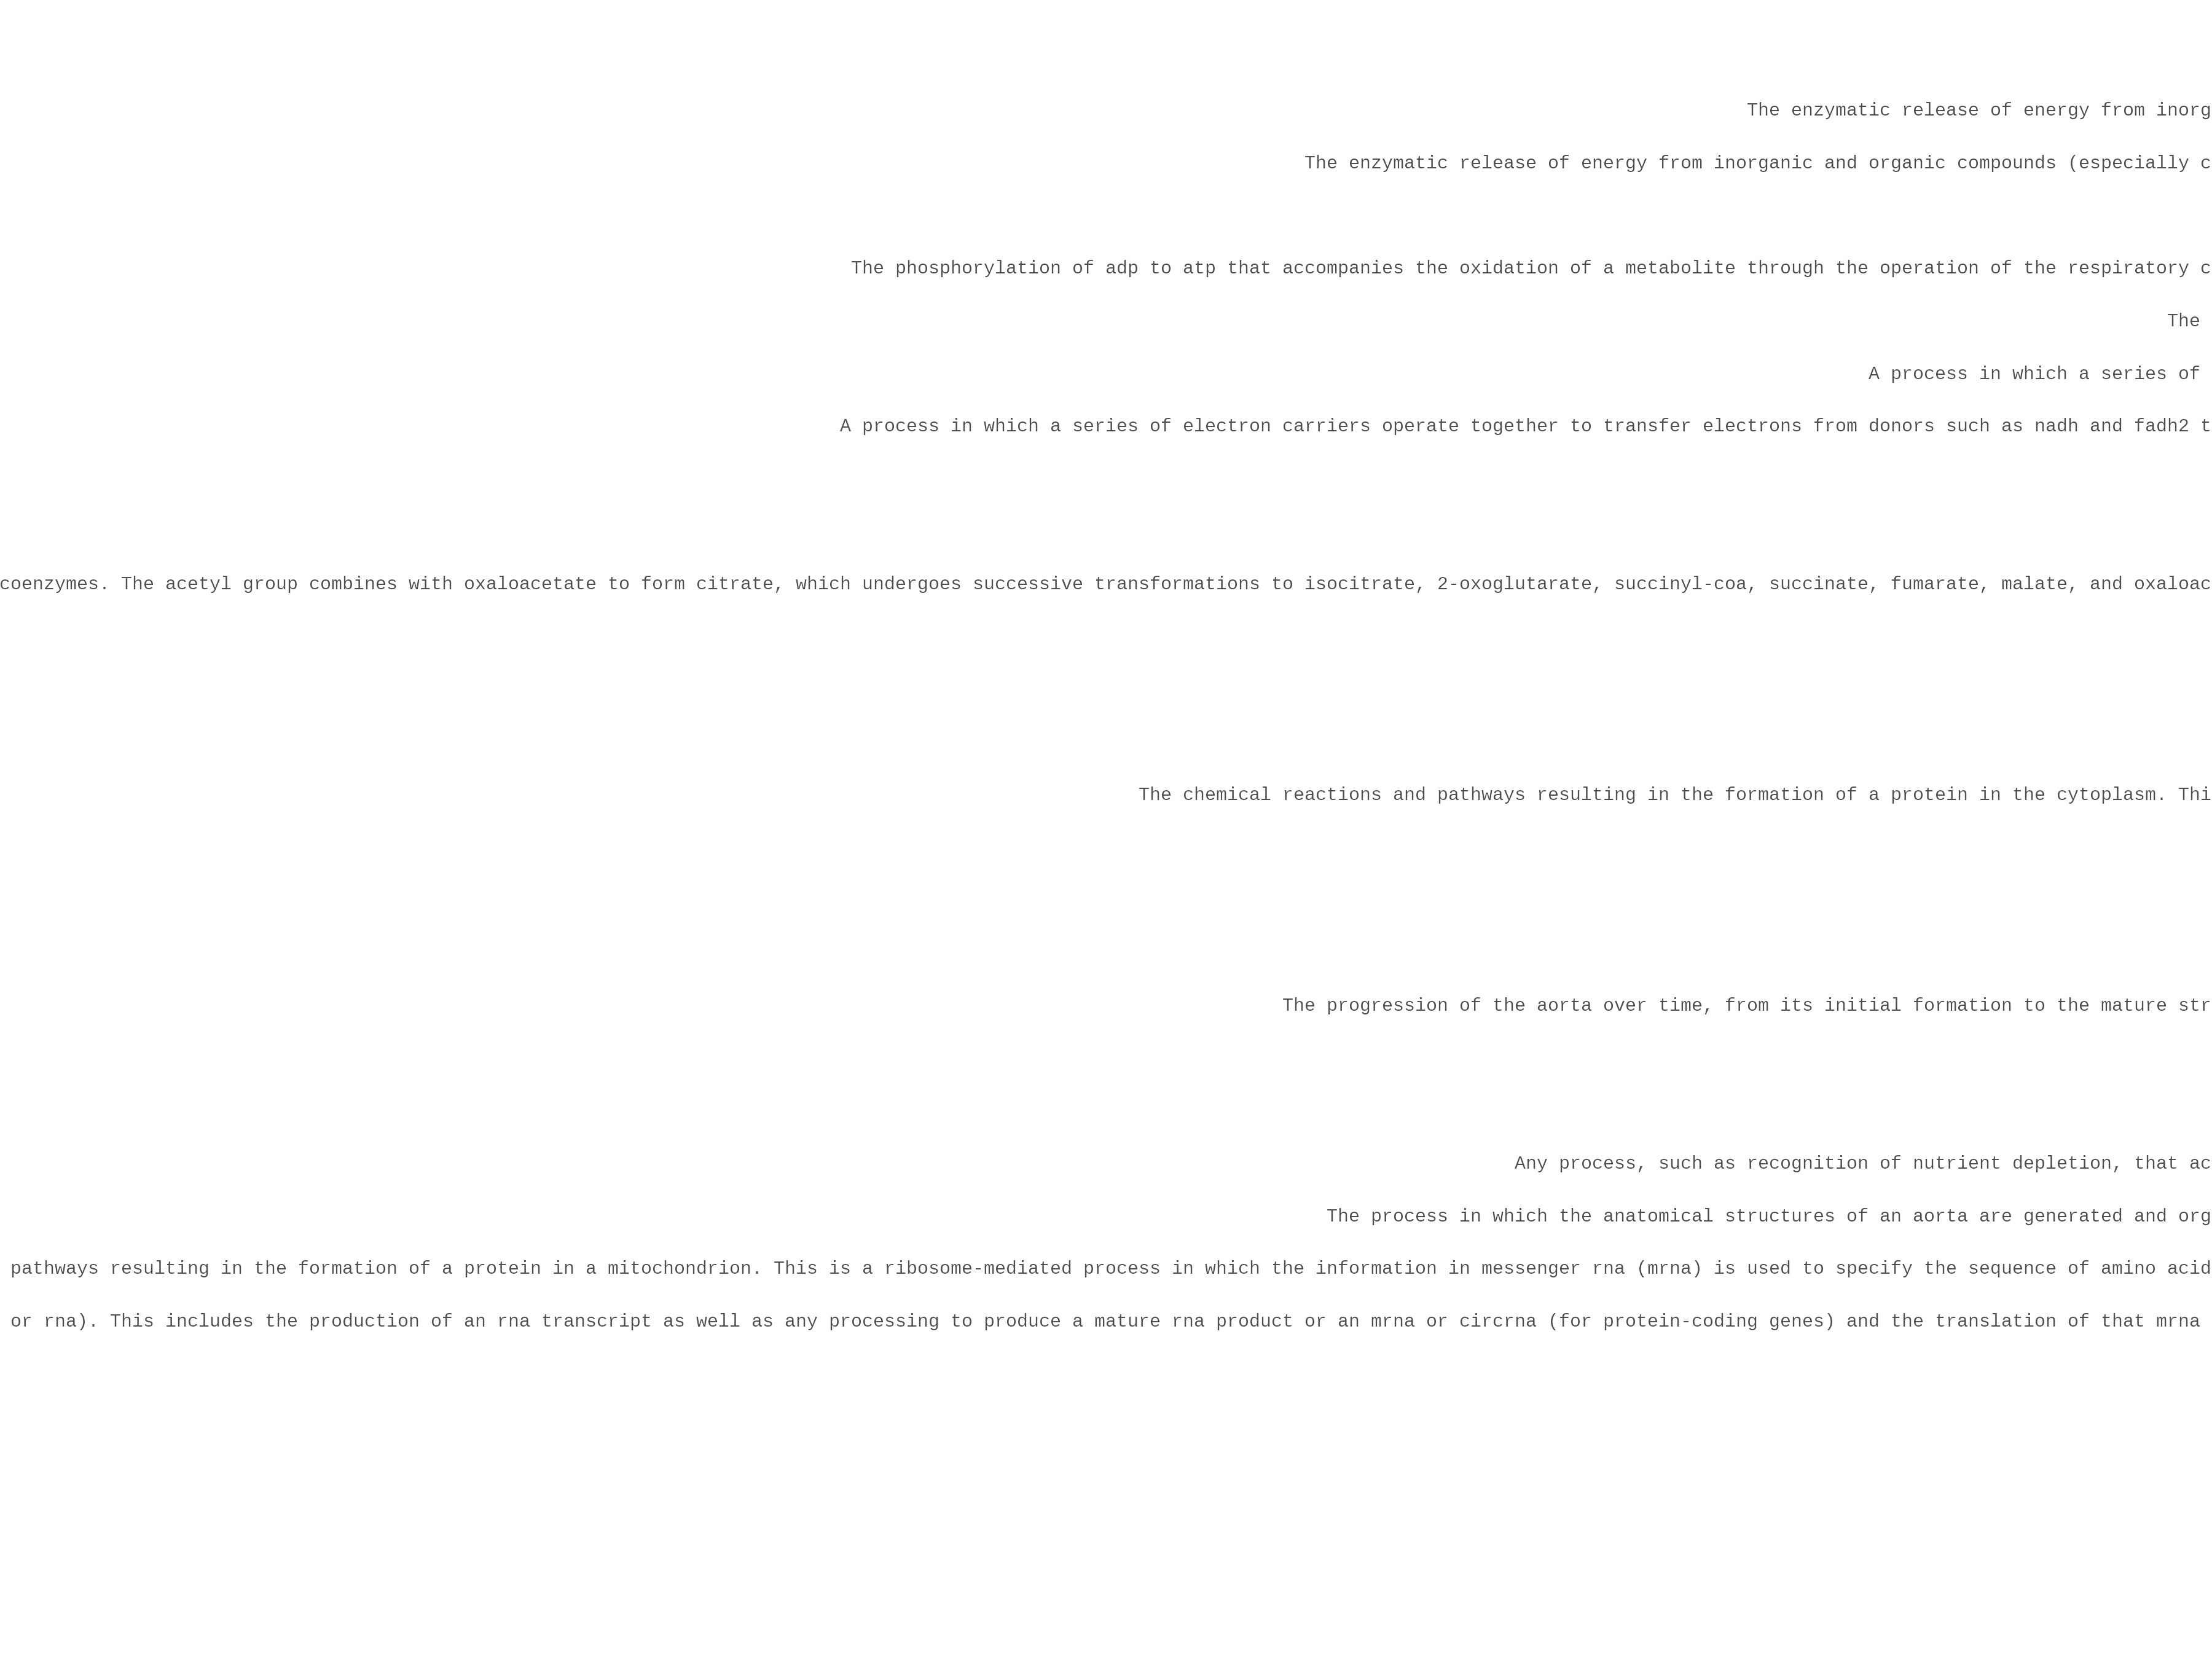 The enzymatic release of energy from inorg
The enzymatic release of energy from inorganic and organic compounds (especially c
The phosphorylation of adp to atp that accompanies the oxidation of a metabolite through the operation of the respiratory c
The
A process in which a series of
A process in which a series of electron carriers operate together to transfer electrons from donors such as nadh and fadh2 t
coenzymes. The acetyl group combines with oxaloacetate to form citrate, which undergoes successive transformations to isocitrate, 2-oxoglutarate, succinyl-coa, succinate, fumarate, malate, and oxaloac
The chemical reactions and pathways resulting in the formation of a protein in the cytoplasm. Thi
The progression of the aorta over time, from its initial formation to the mature str
Any process, such as recognition of nutrient depletion, that ac
The process in which the anatomical structures of an aorta are generated and org
pathways resulting in the formation of a protein in a mitochondrion. This is a ribosome-mediated process in which the information in messenger rna (mrna) is used to specify the sequence of amino acid
or rna). This includes the production of an rna transcript as well as any processing to produce a mature rna product or an mrna or circrna (for protein-coding genes) and the translation of that mrna